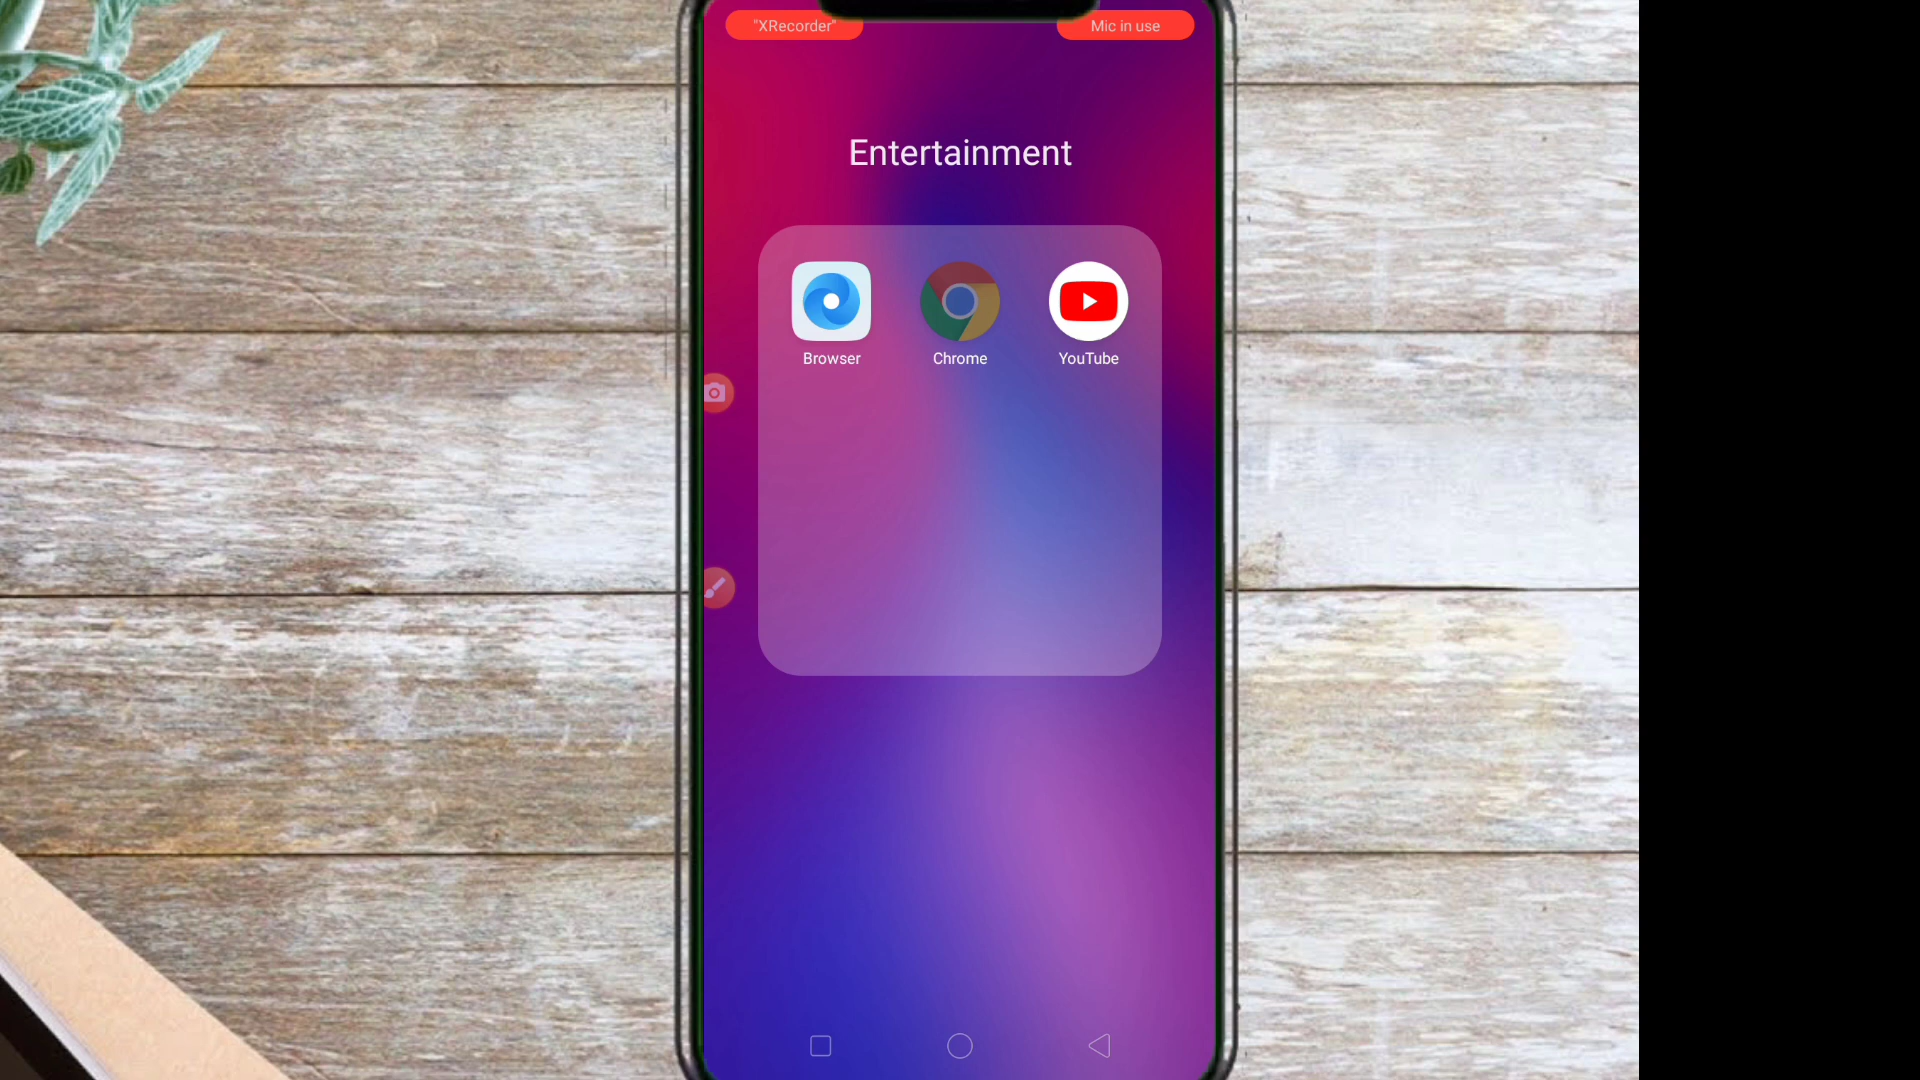 "XRecorder"
Mic in use
Entertainment
Browser
Chrome
YouTube